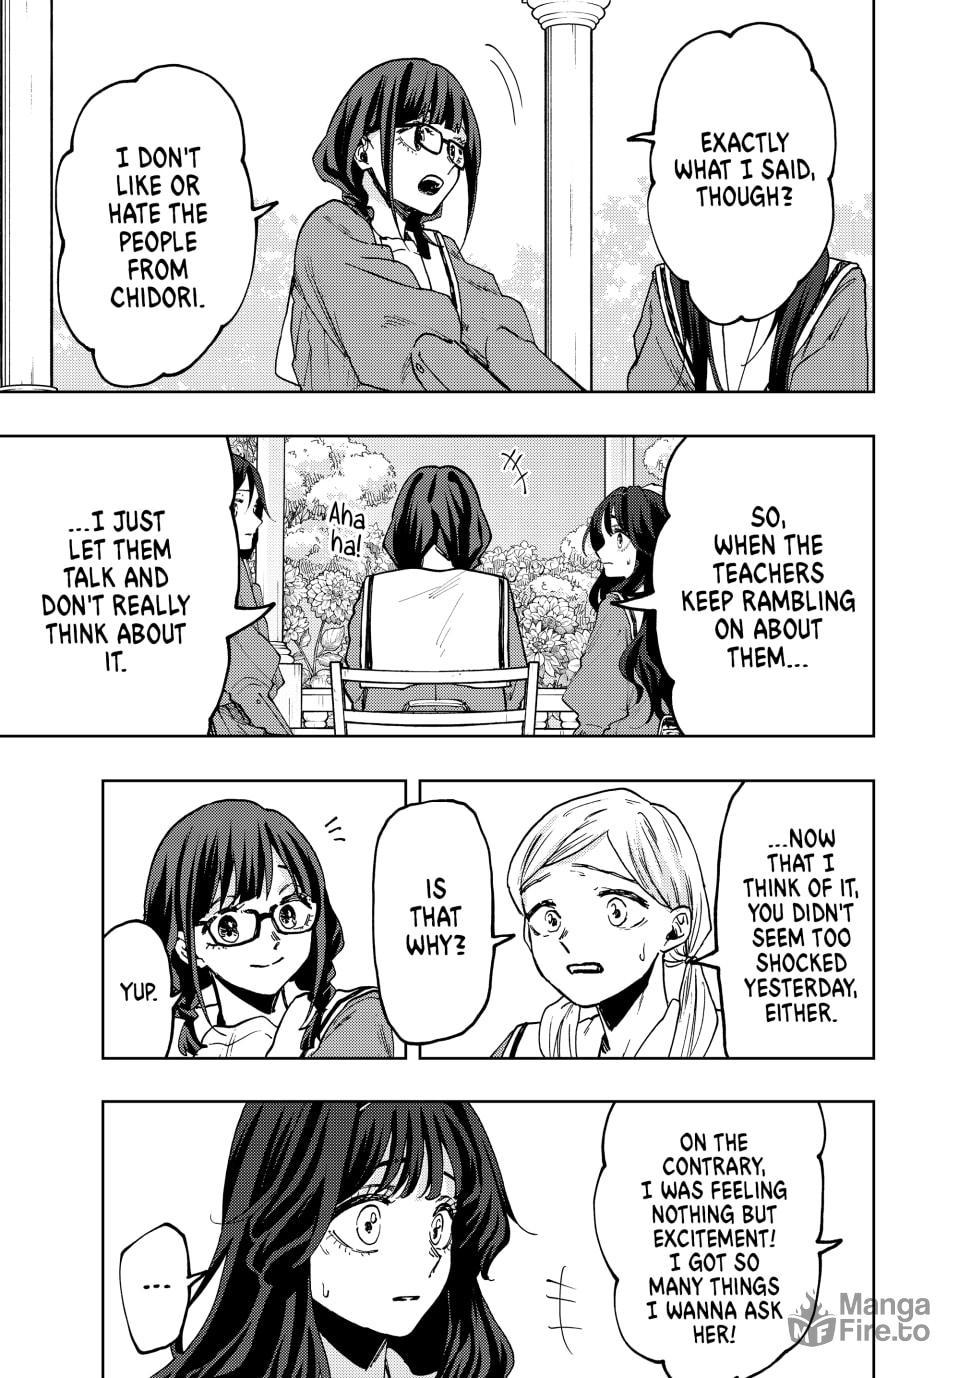 EXACTLY
WHAT I SAID,
THOUGH?
I DON'T
LIKE OR
HATE THE
PEOPLE
FROM
CHIDORI.
SO,
WHEN THE
TEACHERS
KEEP RAMBLING
ON ABOUT
THEM...
Aha
ha!
...I JUST
LET THEM
TALK AND
DON'T REALLY
THINK ABOUT
IT.
...NOW
THAT I
THINK OF IT,
YOU DIDN'T
SEEM TOO
SHOCKED
YESTERDAY,
EITHER.
IS
THAT
WHY?
YUP.
ON THE
CONTRARY,
I WAS FEELING
NOTHING BUT
EXCITEMENT!
I GOT SO
MANY THINGS
I WANNA ASK
HER!
...
MF
Manga
Fire.to